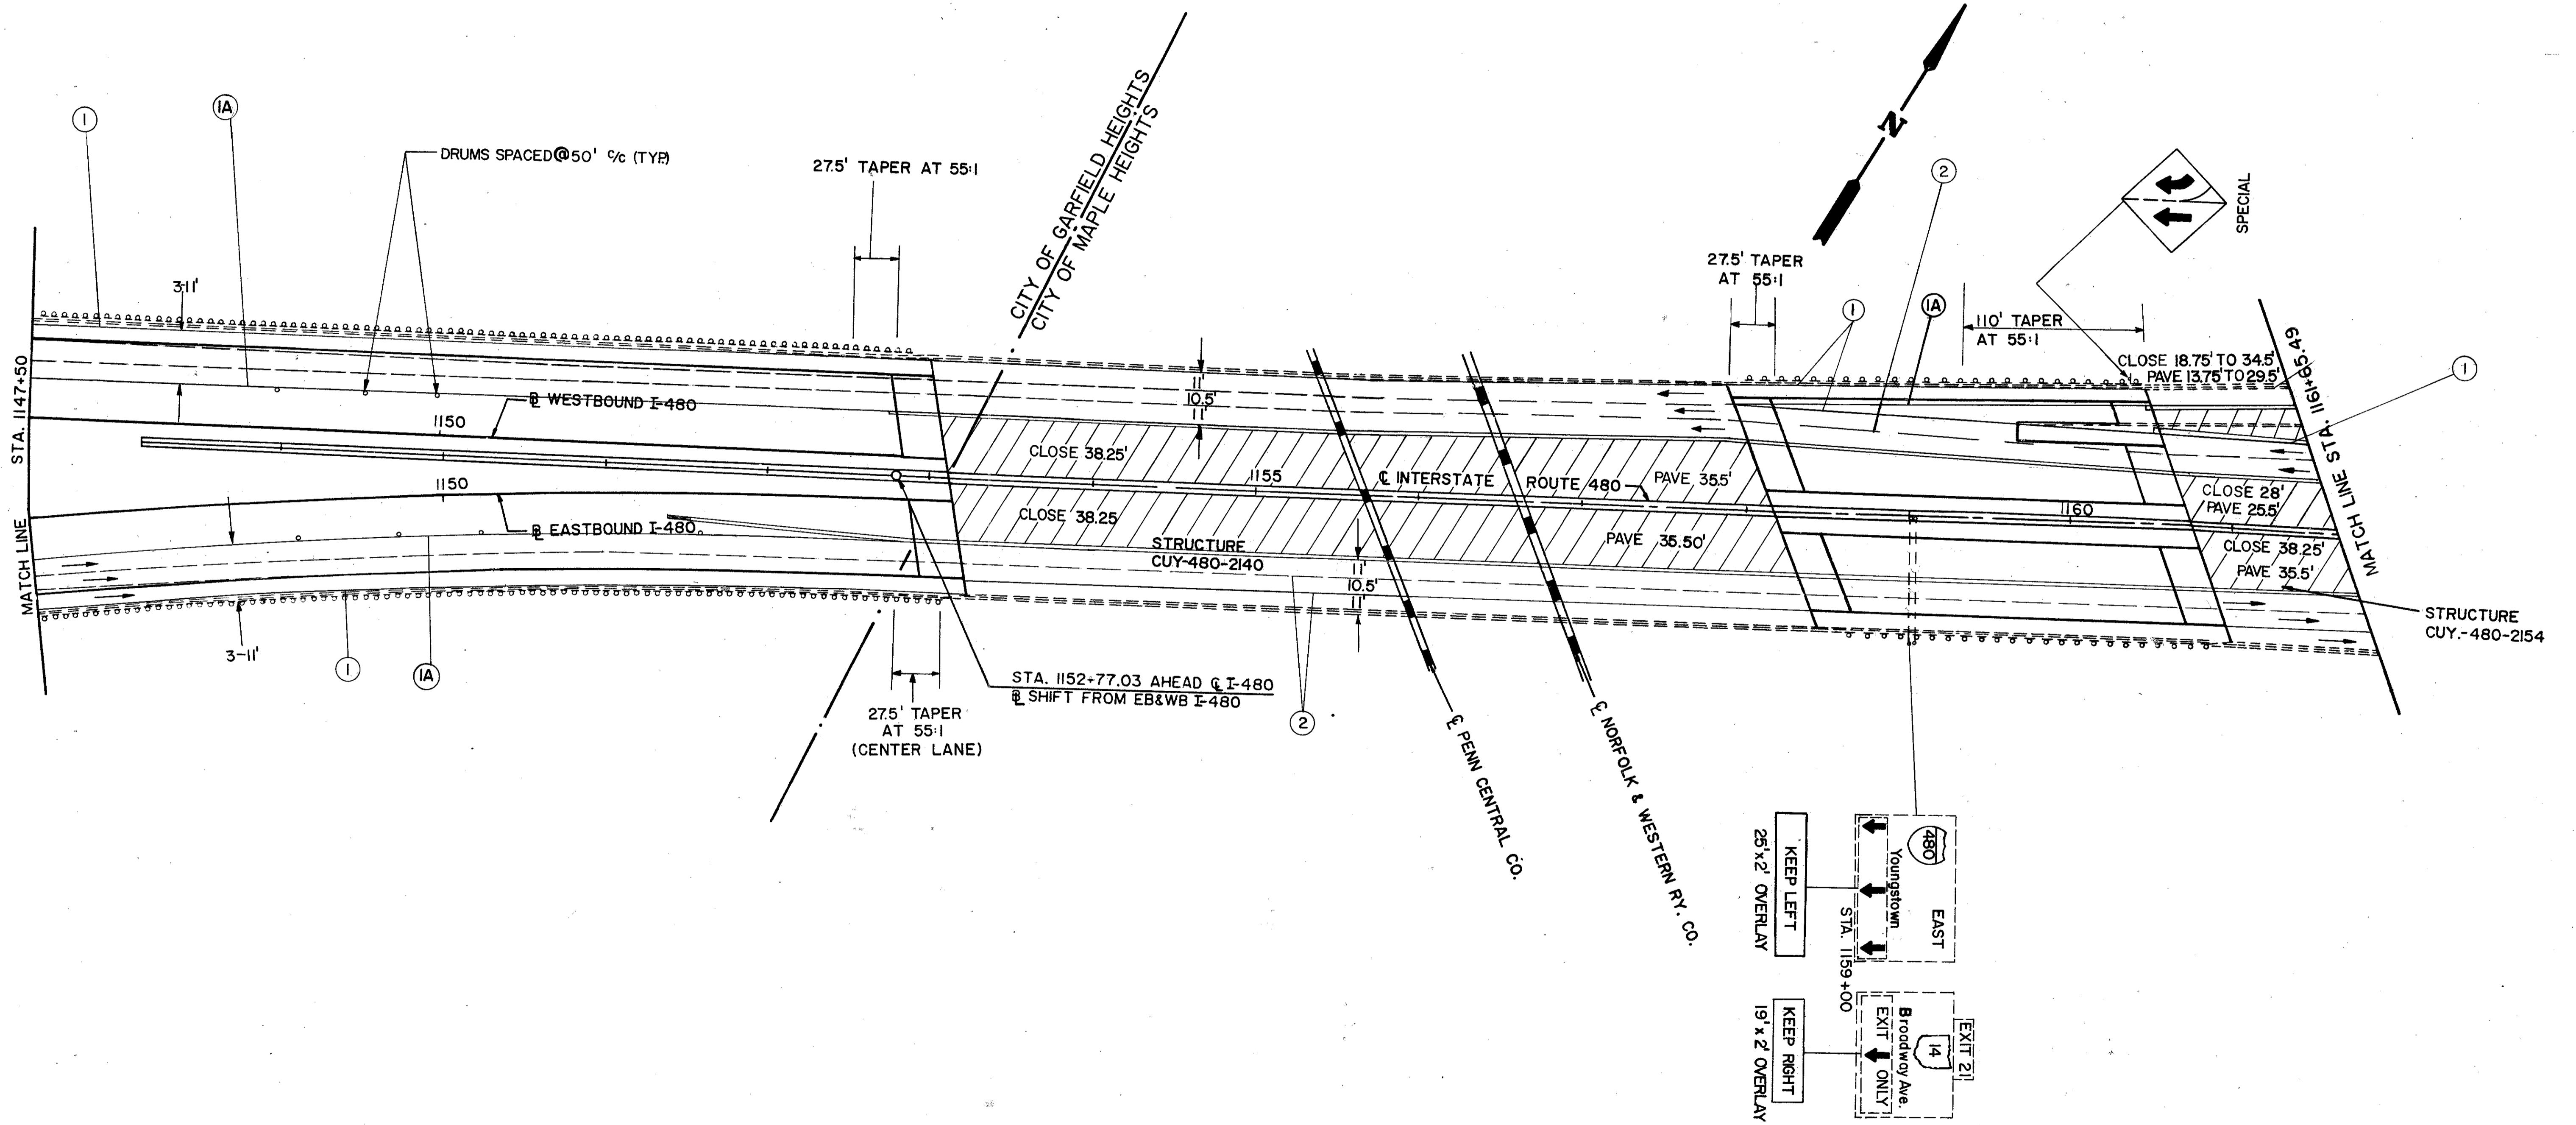 1
1A
DRUMS SPACED @ 50' c/c (TYP.)
27.5' TAPER AT 55:1
CITY OF GARFIELD HEIGHTS
CITY OF MAPLE HEIGHTS
N
2
SPECIAL
27.5' TAPER
AT 55:1
1
1A
110' TAPER
AT 55:1
CLOSE 18.75' TO 34.5'
PAVE 13.75' TO 29.5'
1
MATCH LINE STA. 1161+65.49
MATCH LINE STA. 1147+50
3-11'
11'
10.5'
11'
℄ WESTBOUND I-480
1150
CLOSE 38.25'
1155
℄ INTERSTATE ROUTE 480
PAVE 35.5'
CLOSE 28'
PAVE 25.5'
1160
1150
℄ EASTBOUND I-480
CLOSE 38.25
STRUCTURE
CUY-480-2140
PAVE 35.50'
CLOSE 38.25'
PAVE 35.5'
11'
10.5'
11'
STRUCTURE
CUY.-480-2154
3-11'
1
1A
27.5' TAPER
AT 55:1
(CENTER LANE)
STA. 1152+77.03 AHEAD ℄ I-480
℄ SHIFT FROM EB&WB I-480
2
℄ PENN CENTRAL CO.
℄ NORFOLK & WESTERN RY. CO.
480
EAST
Youngstown
STA. 1159+00
KEEP LEFT
25'x2' OVERLAY
EXIT 21
14
Broadway Ave.
EXIT ONLY
KEEP RIGHT
19'x2' OVERLAY